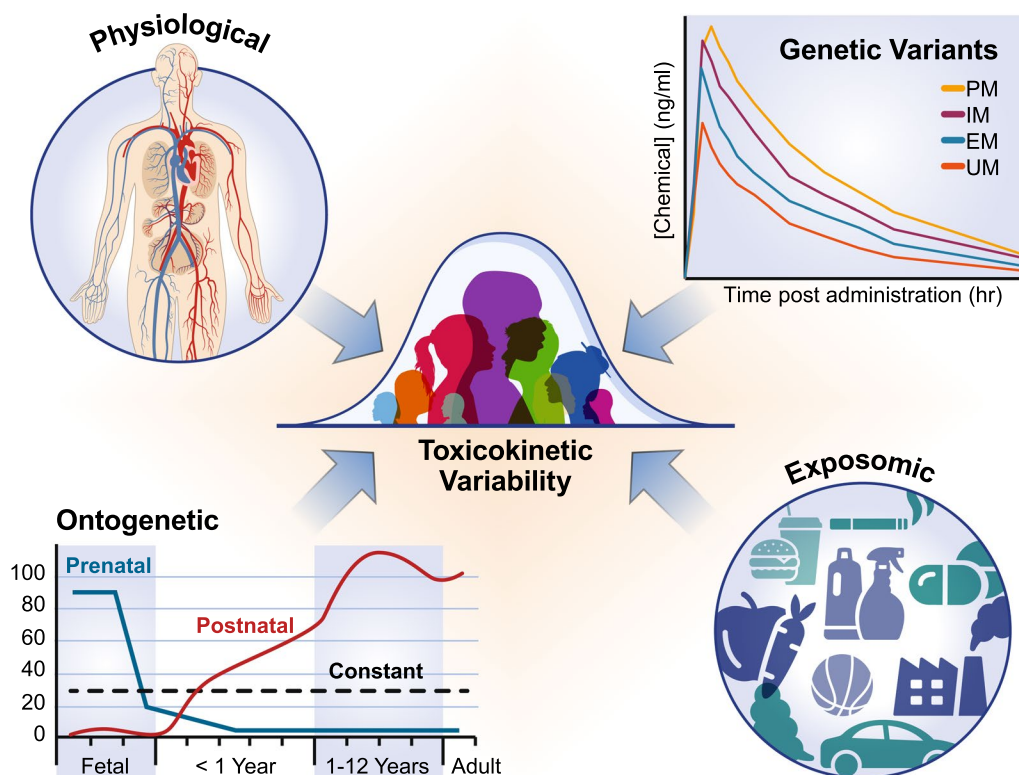 Physiological
Genetic Variants
PM
IM
EM
UM
[Chemical] (ng/ml)
Time post administration (hr)
Toxicokinetic
Variability
Ontogenetic
Prenatal
Postnatal
Constant
100
80
60
40
20
0
Fetal
< 1 Year
1-12 Years
Adult
Exposomic